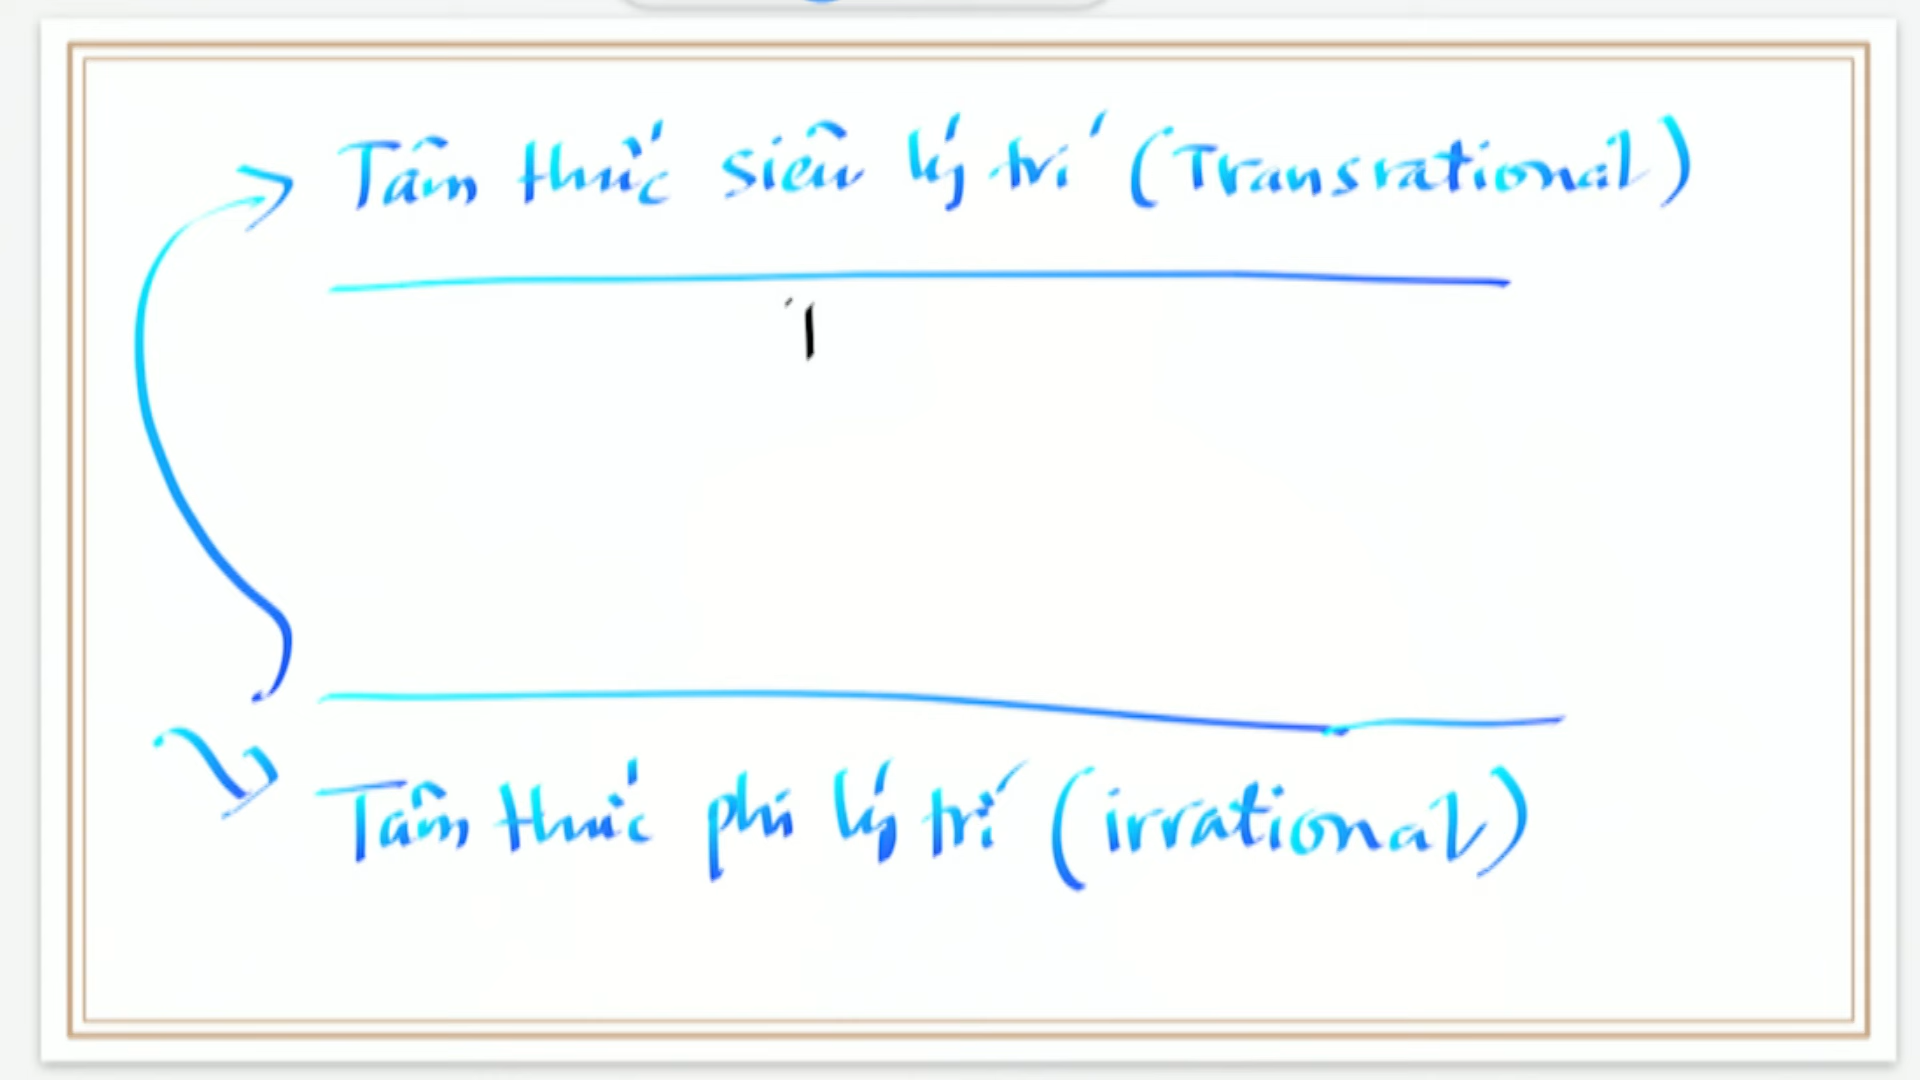 Tâm thức siêu lý trí (Transrational)
Tâm thức phi lý trí (irrational)